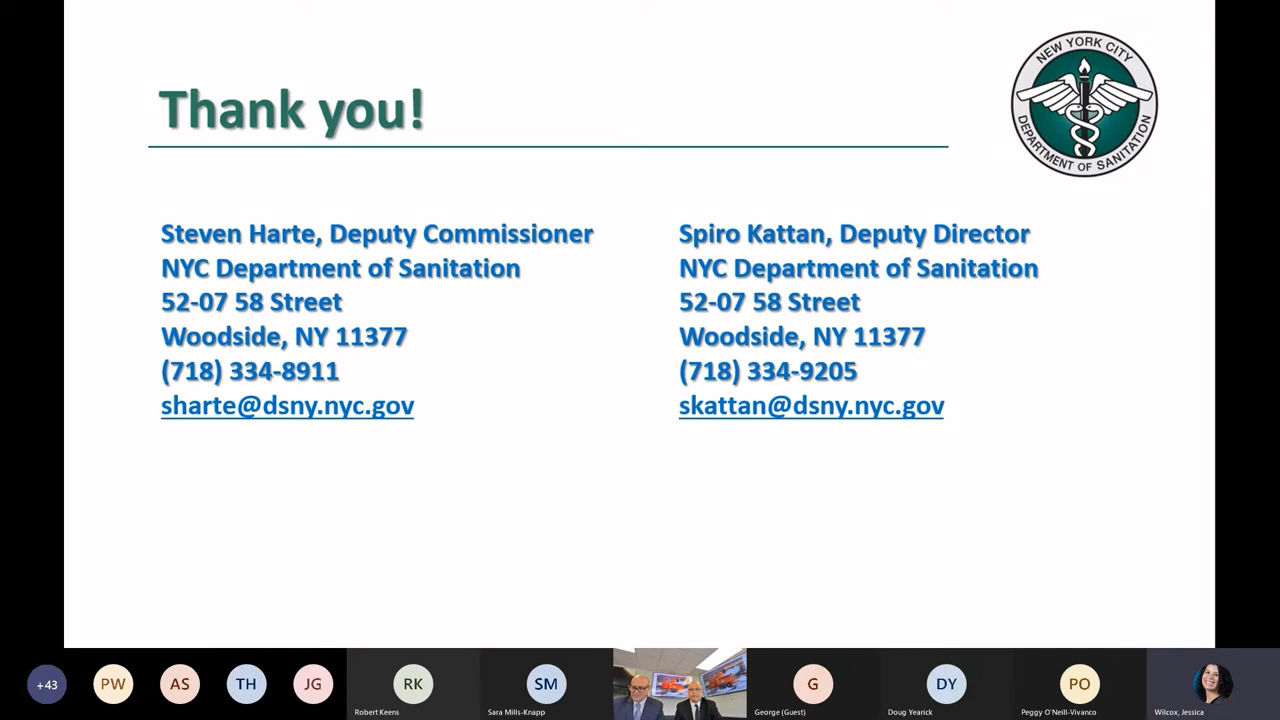 Thank you!
NEW YORK CITY
DEPARTMENT OF SANITATION
Steven Harte, Deputy Commissioner
NYC Department of Sanitation
52-07 58 Street
Woodside, NY 11377
(718) 334-8911
sharte@dsny.nyc.gov
Spiro Kattan, Deputy Director
NYC Department of Sanitation
52-07 58 Street
Woodside, NY 11377
(718) 334-9205
skattan@dsny.nyc.gov
+43
PW
AS
TH
JG
RK
Robert Keens
SM
Sara Mills-Knapp
G
George (Guest)
DY
Doug Yearick
PO
Peggy O'Neill-Vivanco
Wilcox, Jessica